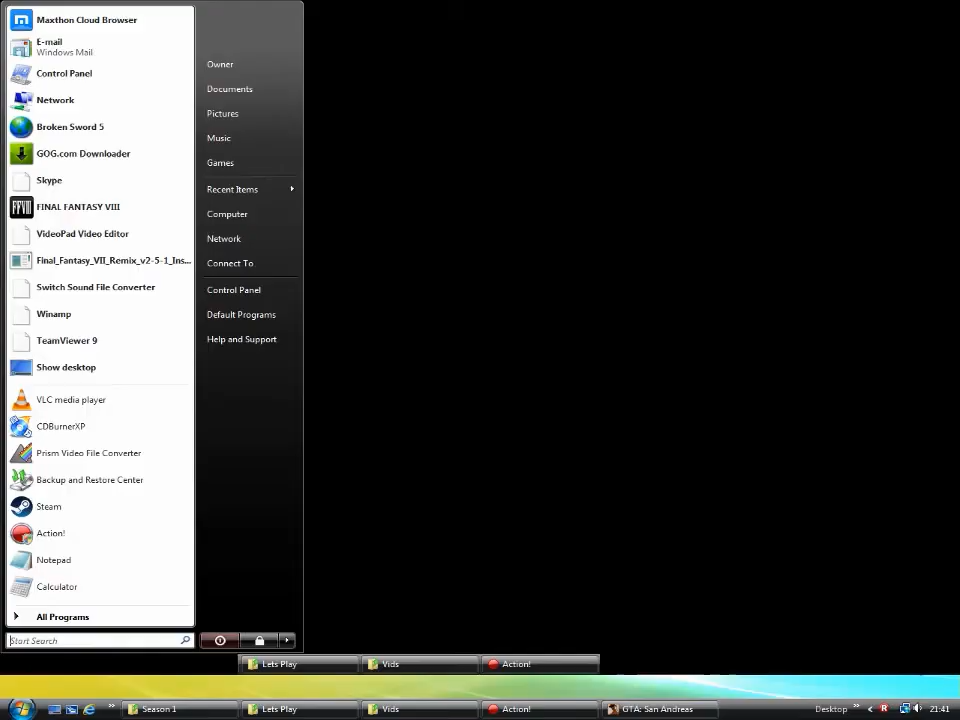 Maxthon Cloud Browser
E-mail
Windows Mail
Control Panel
Network
Broken Sword 5
GOG.com Downloader
Skype
FFVIII
FINAL FANTASY VIII
VideoPad Video Editor
Final_Fantasy_VII_Remix_v2-5-1_Ins...
Switch Sound File Converter
Winamp
TeamViewer 9
Show desktop
VLC media player
CDBurnerXP
Prism Video File Converter
Backup and Restore Center
Steam
Action!
Notepad
Calculator
All Programs
Start Search
Owner
Documents
Pictures
Music
Games
Recent Items
Computer
Network
Connect To
Control Panel
Default Programs
Help and Support
Lets Play
Vids
Action!
Season 1
Lets Play
Vids
Action!
GTA: San Andreas
Desktop
21:41